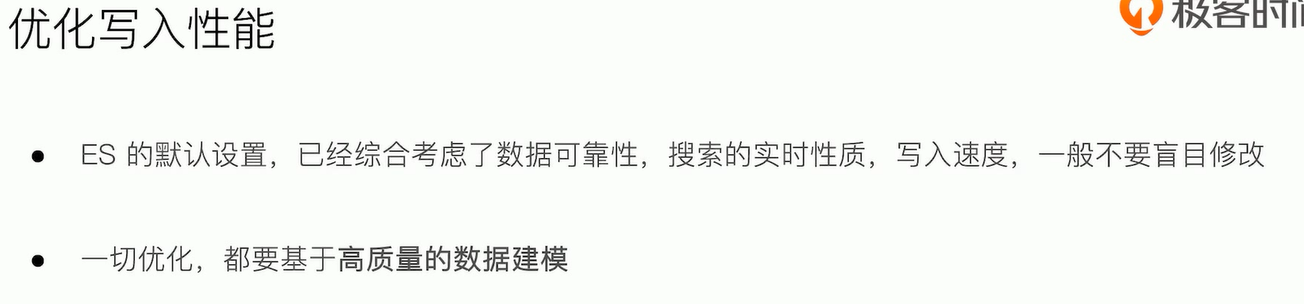 优化写入性能
极客时间
ES 的默认设置，已经综合考虑了数据可靠性，搜索的实时性质，写入速度，一般不要盲目修改
一切优化，都要基于高质量的数据建模